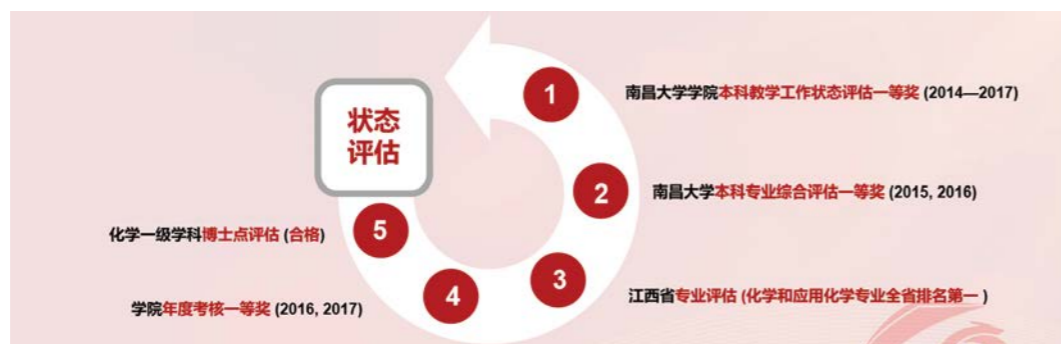 状态
评估
1
南昌大学学院本科教学工作状态评估一等奖 (2014—2017)
2
南昌大学本科专业综合评估一等奖 (2015, 2016)
3
江西省专业评估 (化学和应用化学专业全省排名第一 )
4
学院年度考核一等奖 (2016, 2017)
5
化学一级学科博士点评估 (合格)